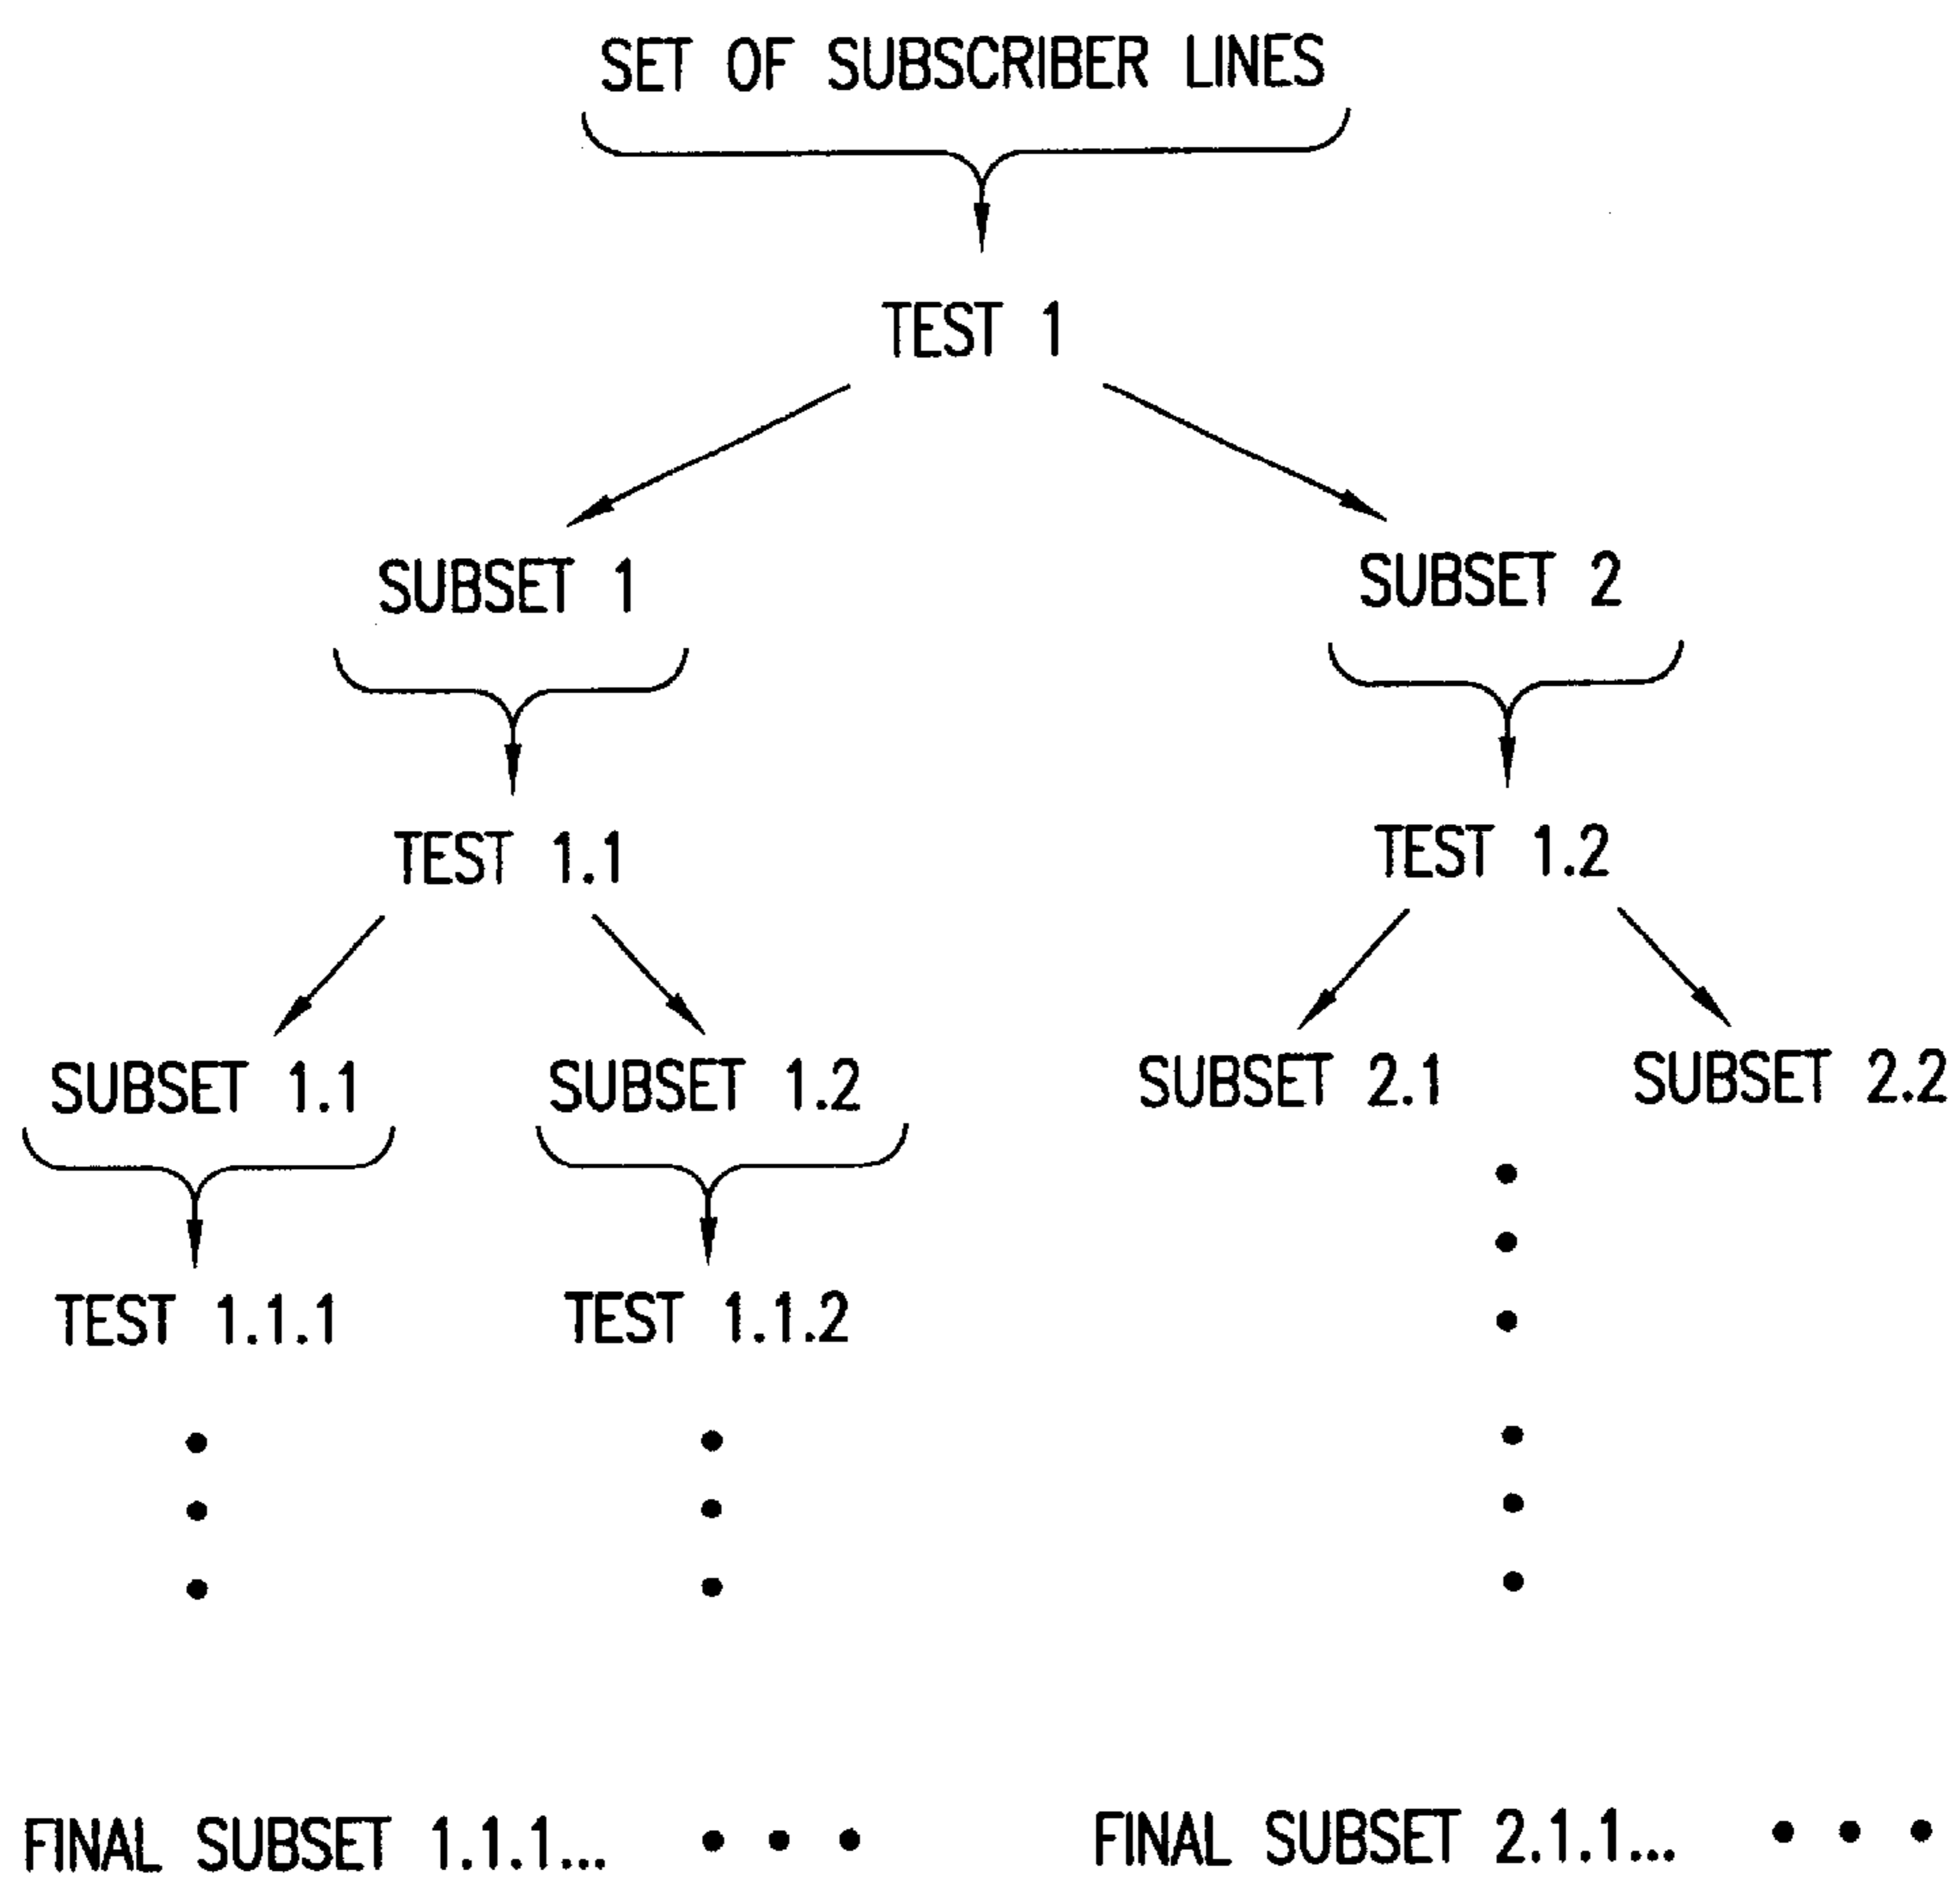 SET OF SUBSCRIBER LINES
TEST 1
SUBSET 1
SUBSET 2
TEST 1.1
TEST 1.2
SUBSET 1.1
SUBSET 1.2
SUBSET 2.1
SUBSET 2.2
TEST 1.1.1
TEST 1.1.2
FINAL SUBSET 1.1.1...
FINAL SUBSET 2.1.1...